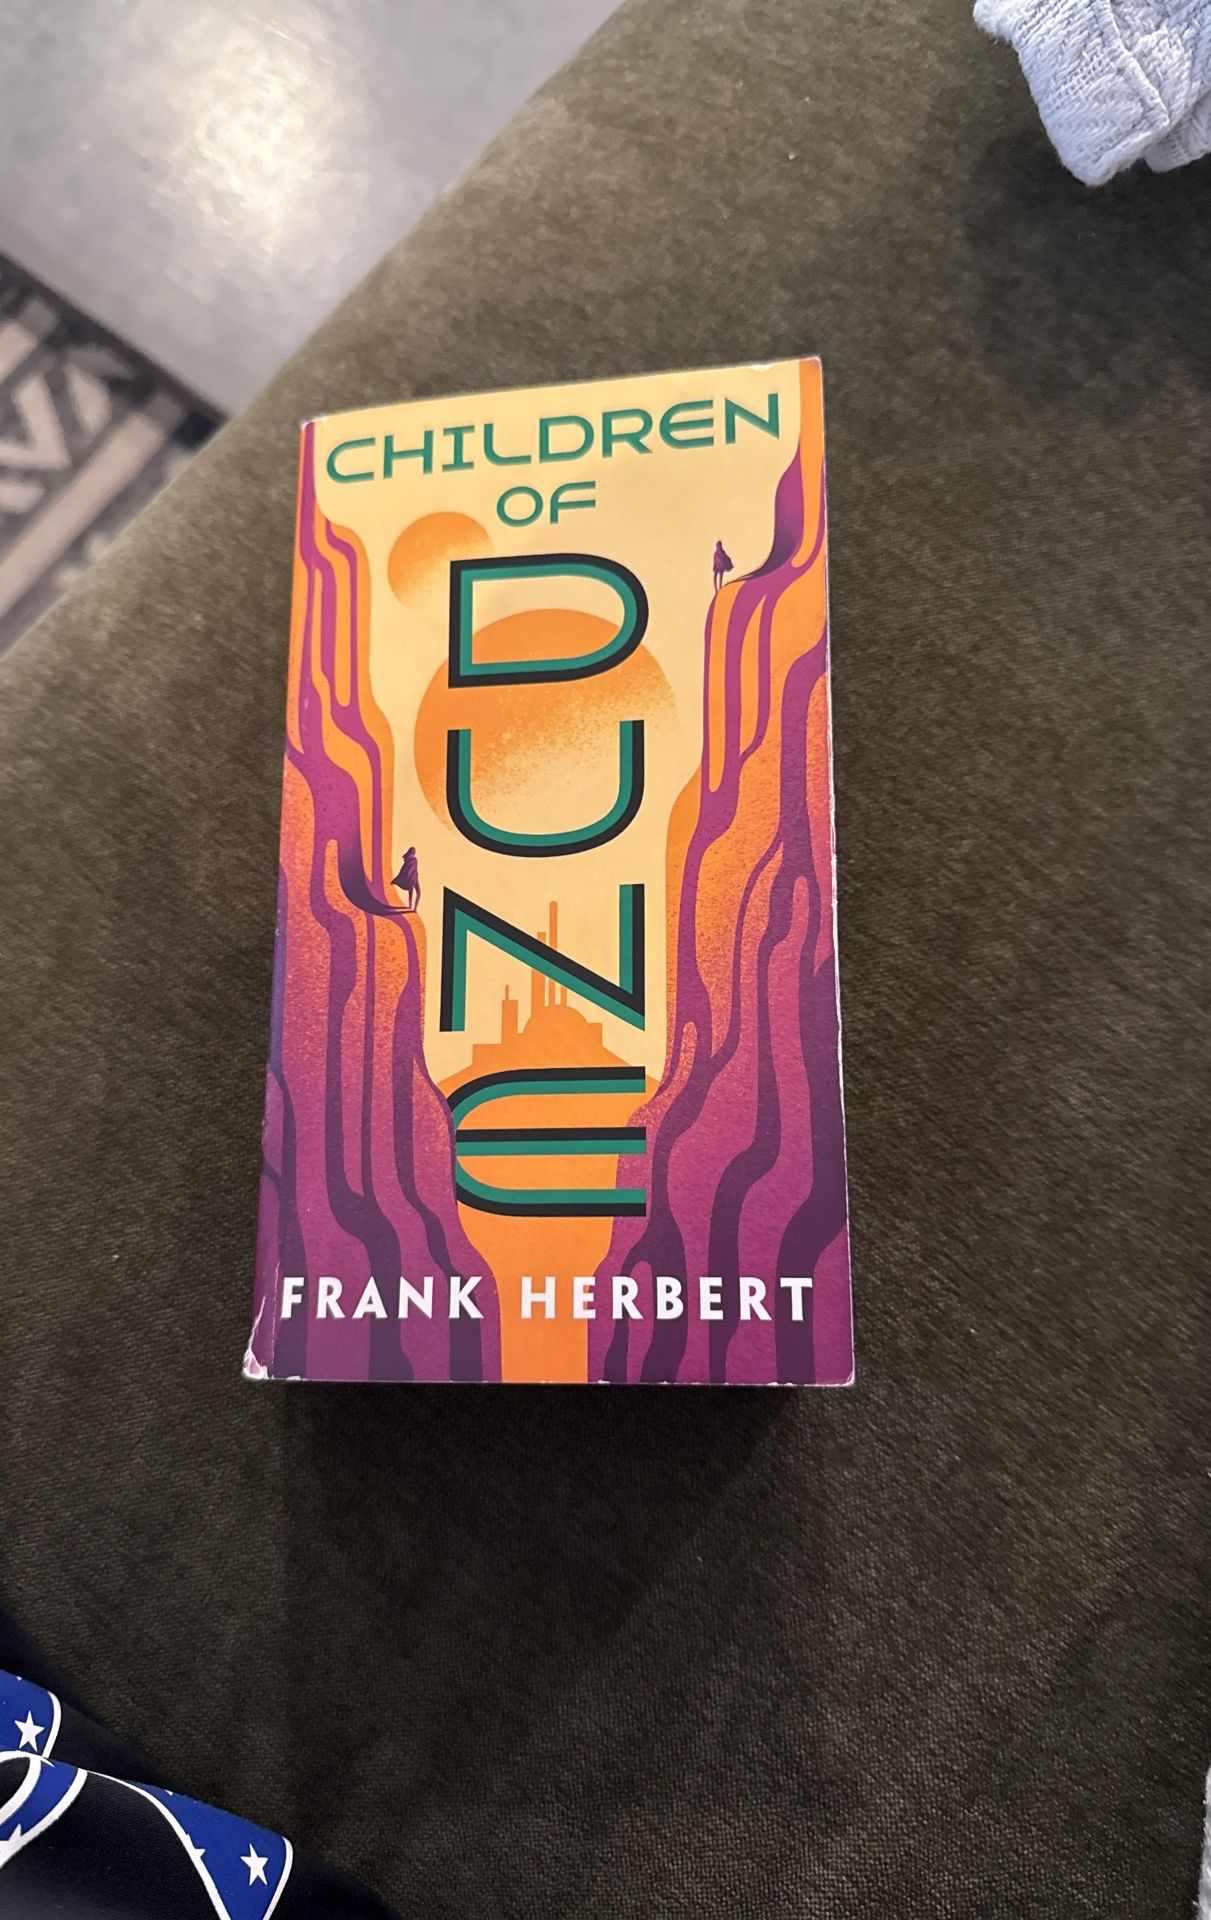 CHILDREN
OF
DUNE
FRANK HERBERT